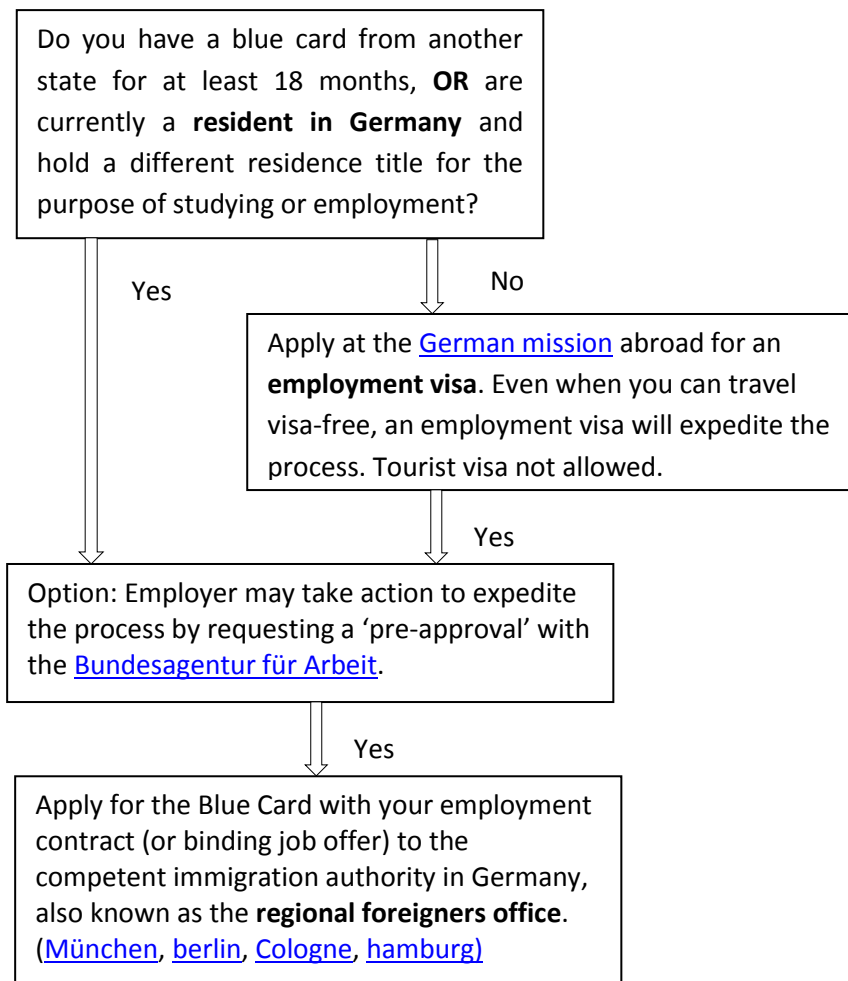 Do you have a blue card from another
state for at least 18 months, OR are
currently a resident in Germany and
hold a different residence title for the
purpose of studying or employment?
Yes
No
Apply at the German mission abroad for an
employment visa. Even when you can travel
visa-free, an employment visa will expedite the
process. Tourist visa not allowed.
Yes
Option: Employer may take action to expedite
the process by requesting a ‘pre-approval’ with
the Bundesagentur für Arbeit.
Yes
Apply for the Blue Card with your employment
contract (or binding job offer) to the
competent immigration authority in Germany,
also known as the regional foreigners office.
(München, berlin, Cologne, hamburg)